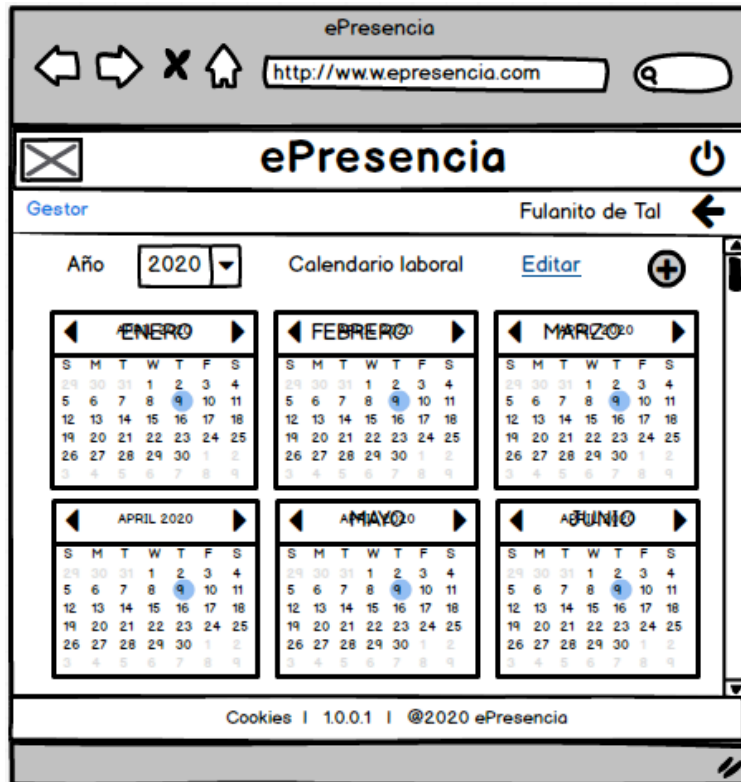 ePresencia
http://ww.w.epresencia.com
ePresencia
Gestor Fulanito de Tal
Año 2020 Calendario laboral Editar
APRIL 2020 ENERO APRIL 2020 FEBRERO APRIL 2020 MARZO
S M T W T F S S M T W T F S S M T W T F S
29 30 31 1 2 3 4 29 30 31 1 2 3 4 29 30 31 1 2 3 4
5 6 7 8 9 10 11 5 6 7 8 9 10 11 5 6 7 8 9 10 11
12 13 14 15 16 17 18 12 13 14 15 16 17 18 12 13 14 15 16 17 18
19 20 21 22 23 24 25 19 20 21 22 23 24 25 19 20 21 22 23 24 25
26 27 28 29 30 1 2 26 27 28 29 30 1 2 26 27 28 29 30 1 2
3 4 5 6 7 8 9 3 4 5 6 7 8 9 3 4 5 6 7 8 9
APRIL 2020 APRIL 2020 MAYO APRIL 2020 JUNIO
S M T W T F S S M T W T F S S M T W T F S
29 30 31 1 2 3 4 29 30 31 1 2 3 4 29 30 31 1 2 3 4
5 6 7 8 9 10 11 5 6 7 8 9 10 11 5 6 7 8 9 10 11
12 13 14 15 16 17 18 12 13 14 15 16 17 18 12 13 14 15 16 17 18
19 20 21 22 23 24 25 19 20 21 22 23 24 25 19 20 21 22 23 24 25
26 27 28 29 30 1 2 26 27 28 29 30 1 2 26 27 28 29 30 1 2
3 4 5 6 7 8 9 3 4 5 6 7 8 9 3 4 5 6 7 8 9
Cookies | 1.0.0.1 | @2020 ePresencia